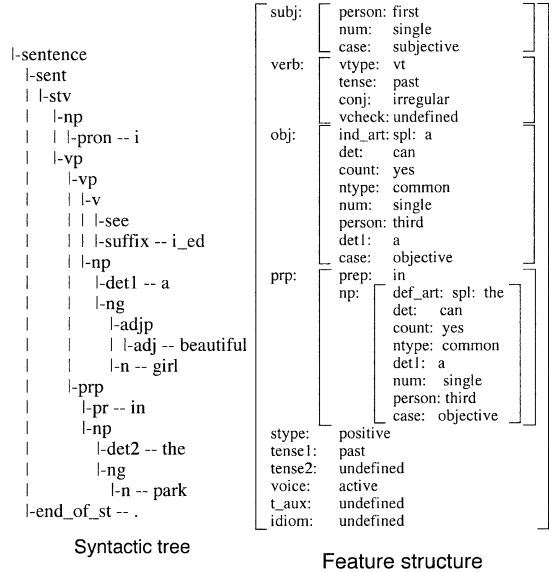 |-sentence
|-sent
| |-stv
| |-np
| | |-pron -- i
| |-vp
| |-vp
| | |-v
| | | |-see
| | |-suffix -- i_ed
| | |-np
| | |-det1 -- a
| | |-ng
| | |-adjp
| | | |-adj -- beautiful
| | |-n -- girl
| |-prp
| |-pr -- in
| |-np
| |-det2 -- the
| |-ng
| |-n -- park
|-end_of_st -- .
Syntactic tree
subj: person: first
num: single
case: subjective
verb: vtype: vt
tense: past
conj: irregular
vcheck: undefined
obj: ind_art: spl: a
det: can
count: yes
ntype: common
num: single
person: third
det1: a
case: objective
prp: prep: in
np: def_art: spl: the
det: can
count: yes
ntype: common
det1: a
num: single
person: third
case: objective
stype: positive
tense1: past
tense2: undefined
voice: active
t_aux: undefined
idiom: undefined
Feature structure